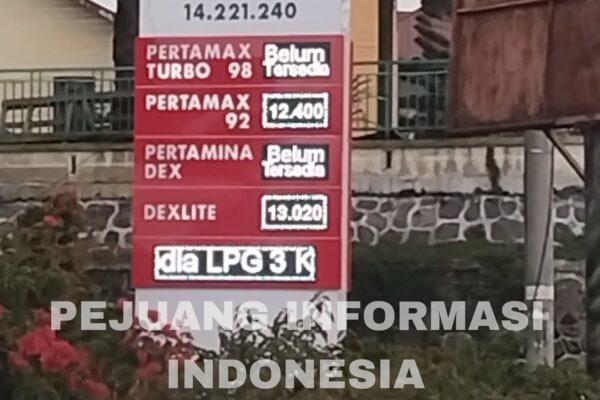 14.221.240
PERTAMAX
TURBO 98
Belum
Tersedia
PERTAMAX
92
12.400
PERTAMINA
DEX
Belum
Tersedia
DEXLITE
13.020
dia LPG 3 K
PEJUANG INFORMASI
INDONESIA